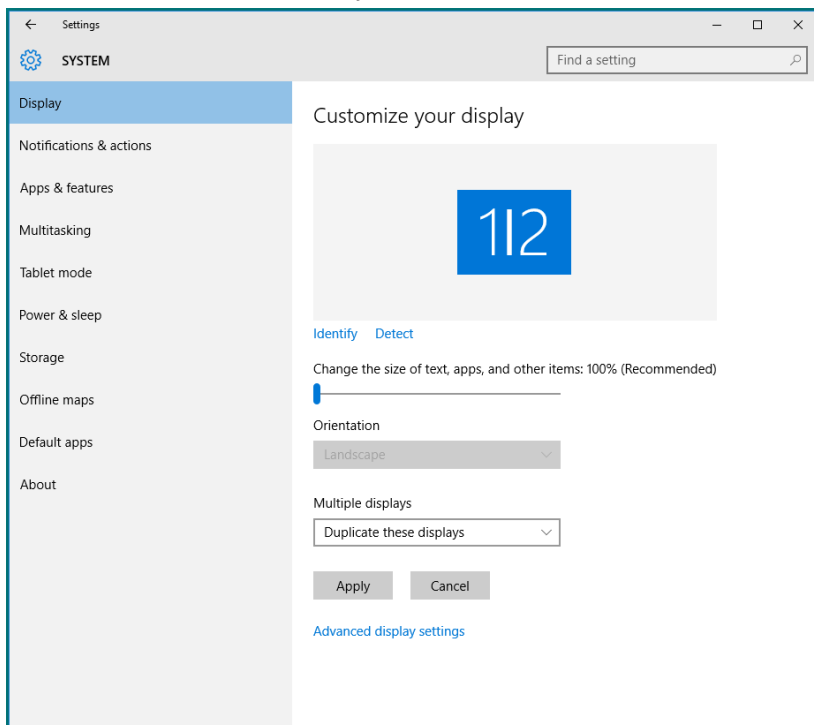 Settings
SYSTEM
Find a setting
Display
Notifications & actions
Apps & features
Multitasking
Tablet mode
Power & sleep
Storage
Offline maps
Default apps
About
Customize your display
1|2
Identify Detect
Change the size of text, apps, and other items: 100% (Recommended)
Orientation
Landscape
Multiple displays
Duplicate these displays
Apply Cancel
Advanced display settings